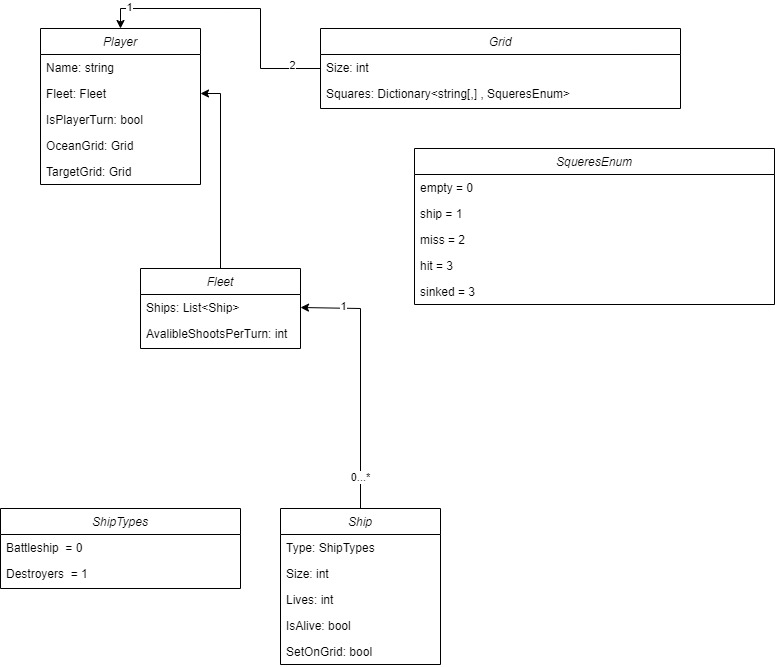 1
Player
Name: string
Fleet: Fleet
IsPlayerTurn: bool
OceanGrid: Grid
TargetGrid: Grid
2
Grid
Size: int
Squares: Dictionary<string[,] , SqueresEnum>
SqueresEnum
empty = 0
ship = 1
miss = 2
hit = 3
sinked = 3
Fleet
Ships: List<Ship>
AvalibleShootsPerTurn: int
1
0...*
ShipTypes
Battleship  = 0
Destroyers  = 1
Ship
Type: ShipTypes
Size: int
Lives: int
IsAlive: bool
SetOnGrid: bool